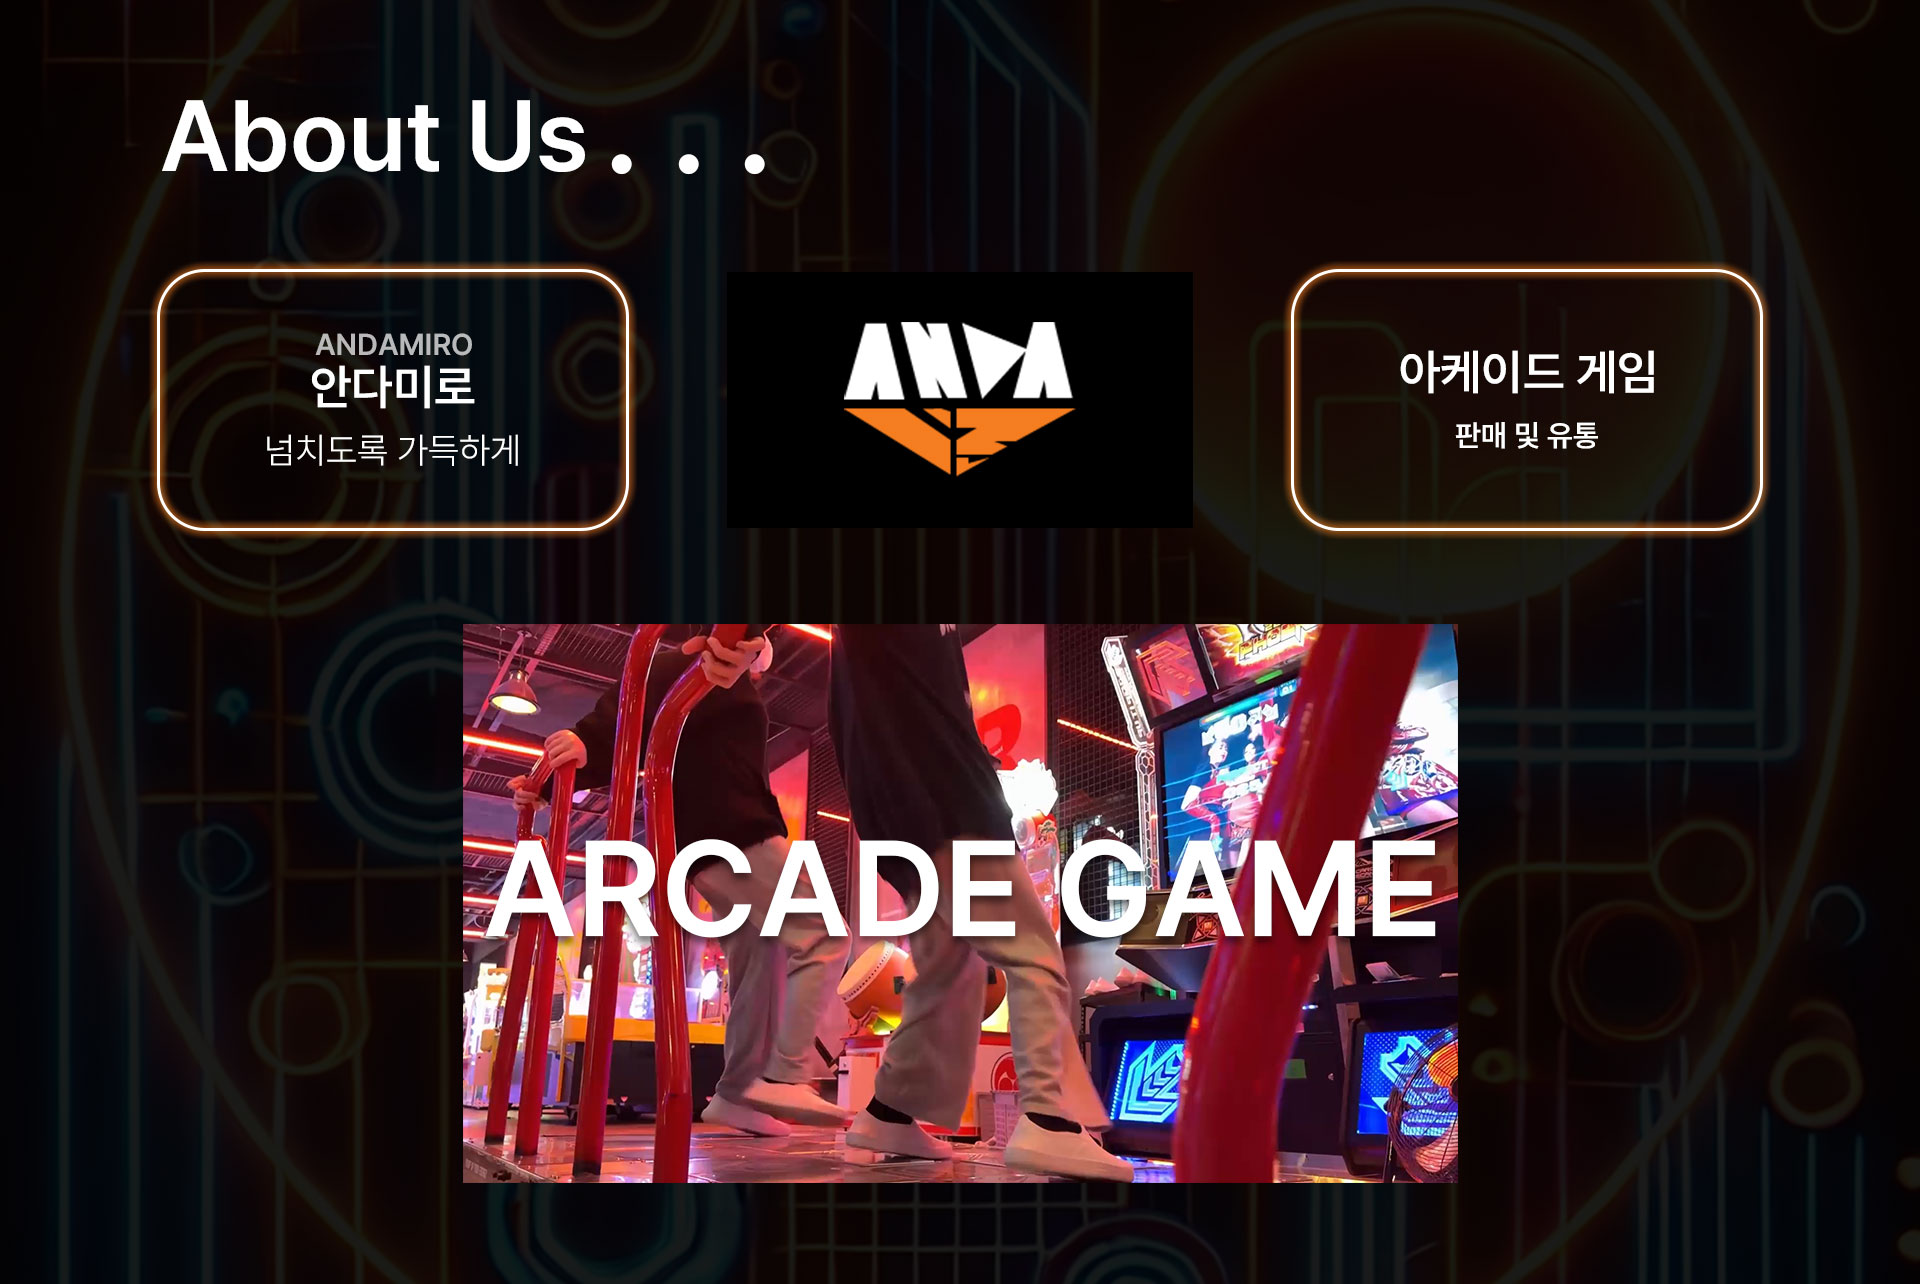 About Us . . .
ANDAMIRO
안다미로
넘치도록 가득하게
ANDA
아케이드 게임
판매 및 유통
ARCADE GAME